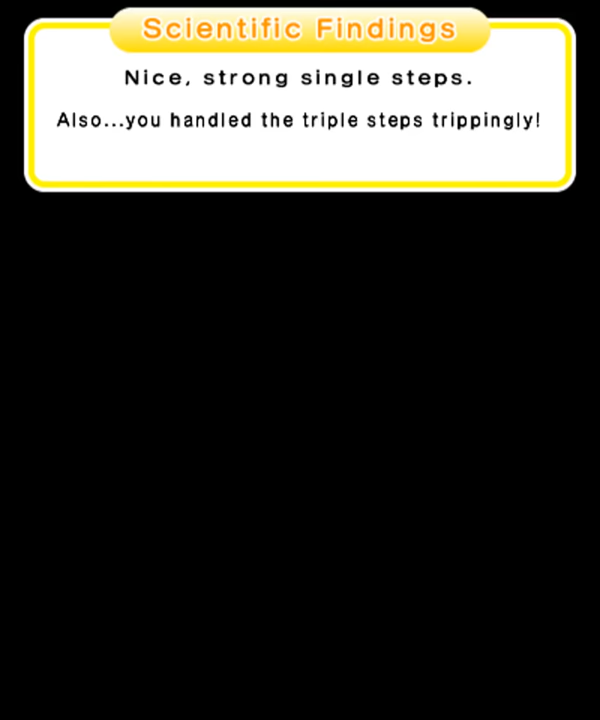 Scientific Findings
Nice, strong single steps.
Also...you handled the triple steps trippingly!